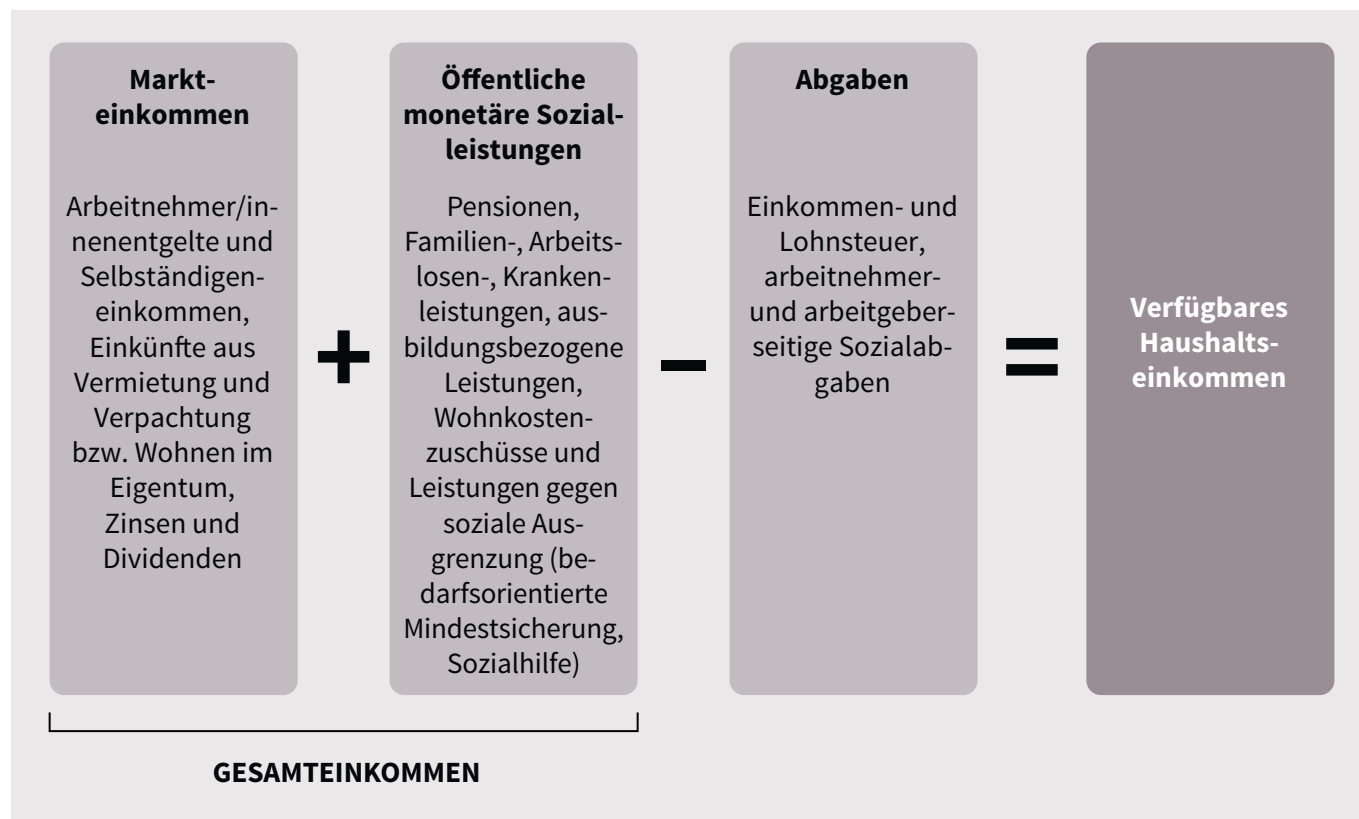 Markt-
einkommen
Arbeitnehmer/in-
nenentgelte und
Selbständigen-
einkommen,
Einkünfte aus
Vermietung und
Verpachtung
bzw. Wohnen im
Eigentum,
Zinsen und
Dividenden
+
Öffentliche
monetäre Sozial-
leistungen
Pensionen,
Familien-, Arbeits-
losen-, Kranken-
leistungen, aus-
bildungsbezogene
Leistungen,
Wohnkosten-
zuschüsse und
Leistungen gegen
soziale Aus-
grenzung (be-
darfsorientierte
Mindestsicherung,
Sozialhilfe)
–
Abgaben
Einkommen- und
Lohnsteuer,
arbeitnehmer-
und arbeitgeber-
seitige Sozialab-
gaben
=
Verfügbares
Haushalts-
einkommen
GESAMTEINKOMMEN